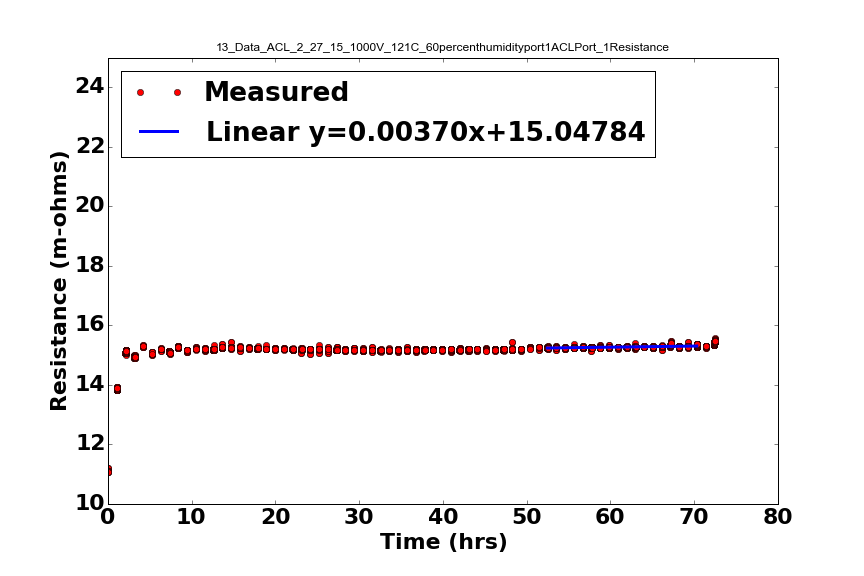 13_Data_ACL_2_27_15_1000V_121C_60percenthumidityport1ACLPort_1Resistance
Measured
Linear y=0.00370x+15.04784
Resistance (m-ohms)
24
22
20
18
16
14
12
10
0 10 20 30 40 50 60 70 80
Time (hrs)